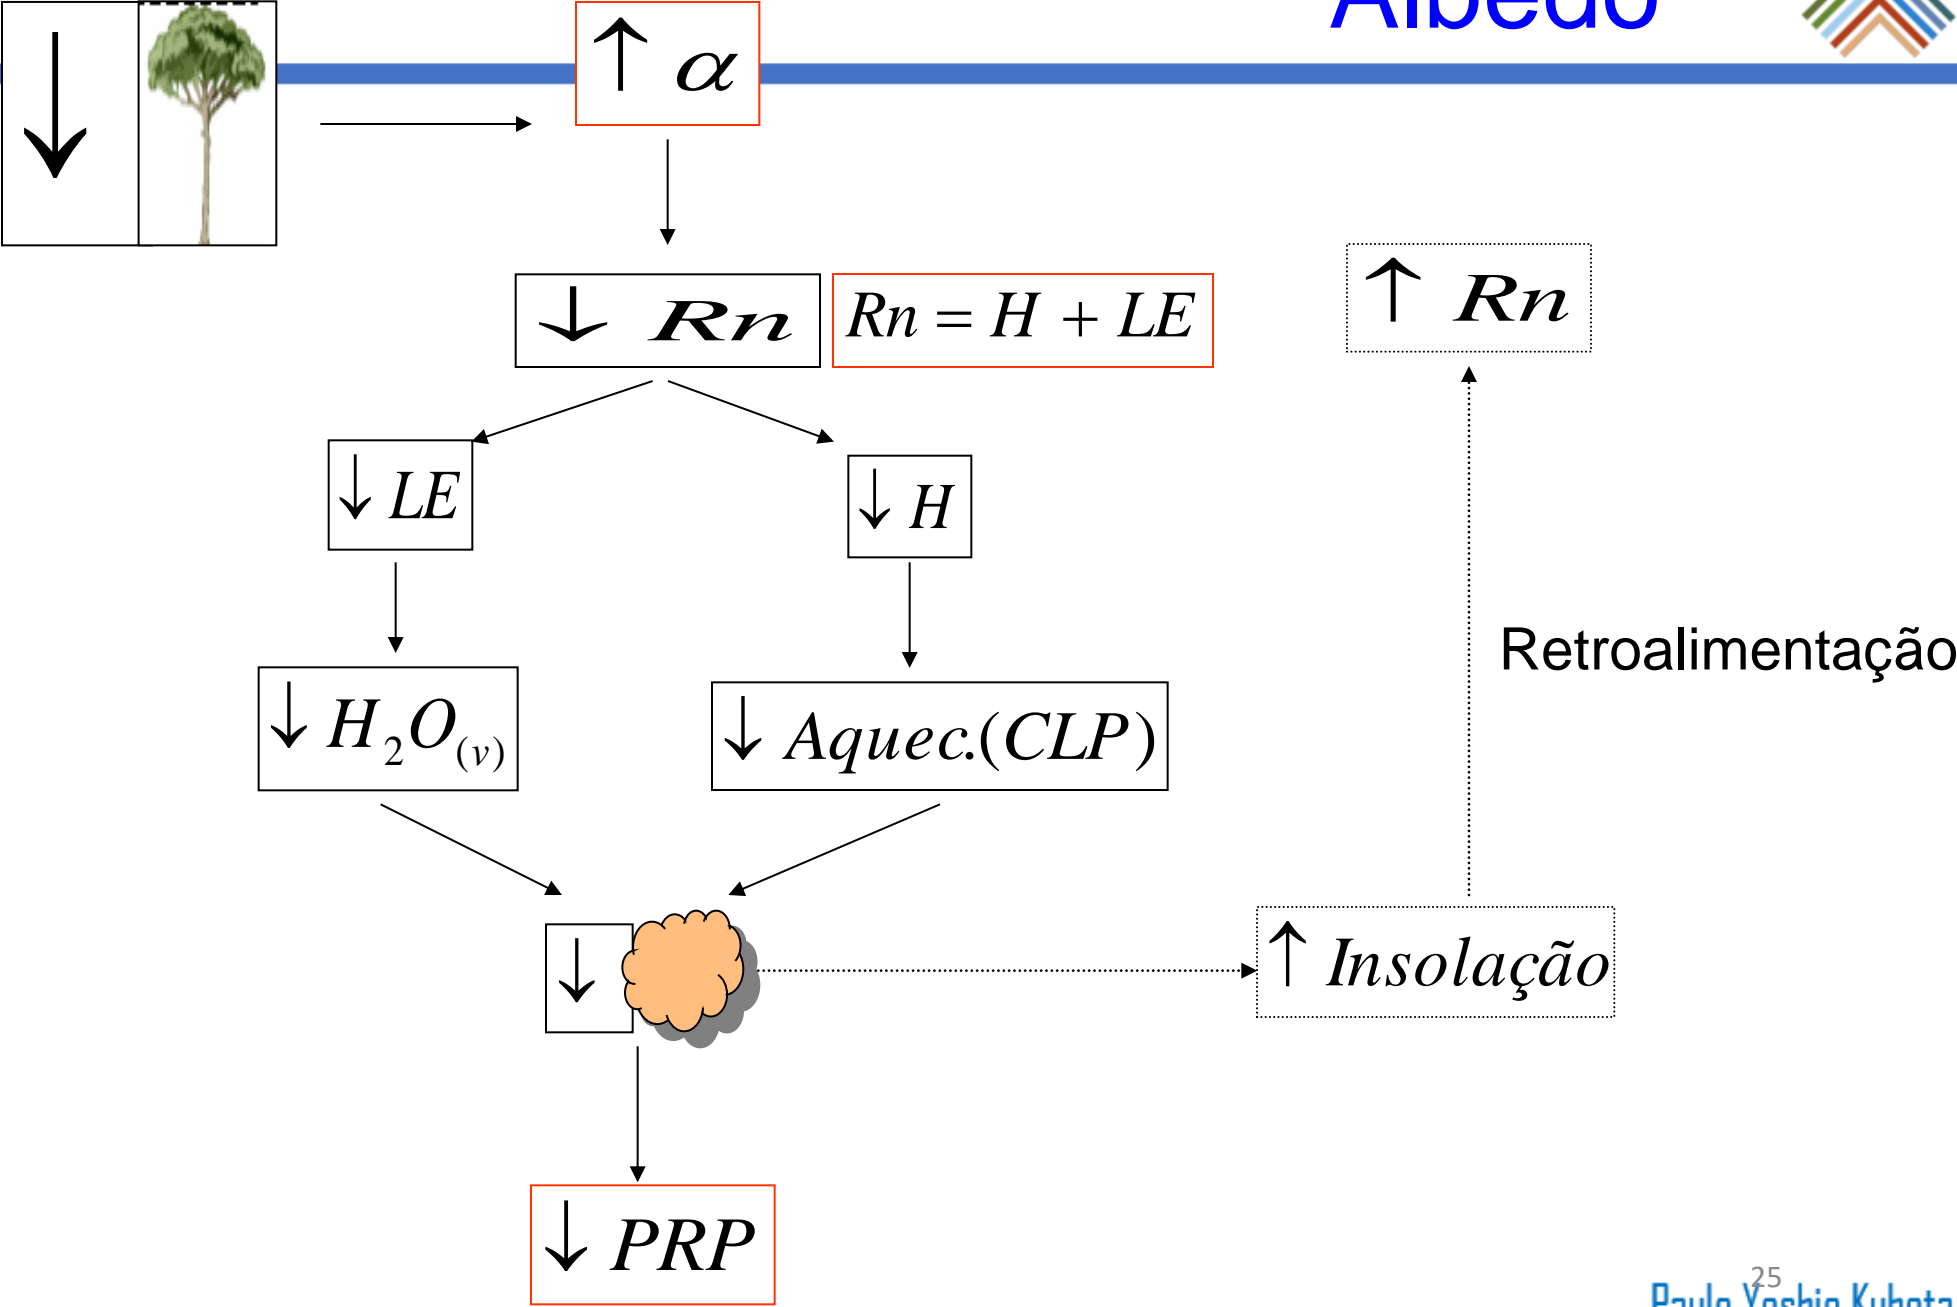 Albedo
↑ α
↓ Rn
Rn = H + LE
↑ Rn
↓ LE
↓ H
Retroalimentação
↓ H₂O₍ᵥ₎
↓ Aquec.(CLP)
↓
↑ Insolação
↓ PRP
25
Paulo Yoshio Kubota